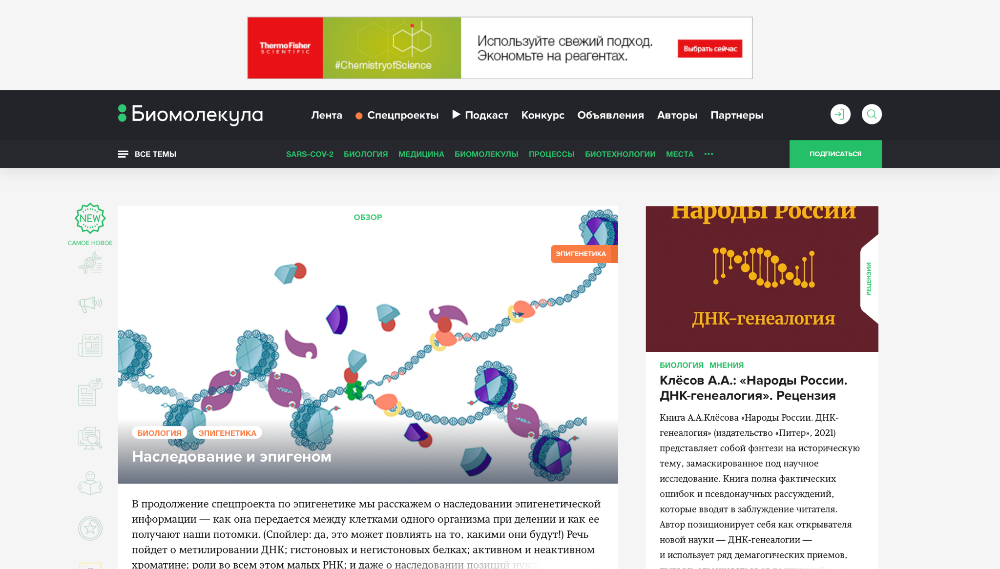 ThermoFisher
SCIENTIFIC
#ChemistryofScience
Используйте свежий подход.
Экономьте на реагентах.
Выбрать сейчас
Биомолекула
Лента Спецпроекты Подкаст Конкурс Объявления Авторы Партнеры
ВСЕ ТЕМЫ
SARS-COV-2 БИОЛОГИЯ МЕДИЦИНА БИОМОЛЕКУЛЫ ПРОЦЕССЫ БИОТЕХНОЛОГИИ МЕСТА ...
ПОДПИСАТЬСЯ
NEW
САМОЕ НОВОЕ
NEWS
ОБЗОР
ЭПИГЕНЕТИКА
БИОЛОГИЯ ЭПИГЕНЕТИКА
Наследование и эпигеном
В продолжение спецпроекта по эпигенетике мы расскажем о наследовании эпигенетической
информации — как она передается между клетками одного организма при делении и как ее
получают наши потомки. (Спойлер: да, это может повлиять на то, какими они будут!) Речь
пойдет о метилировании ДНК; гистоновых и негистоновых белках; активном и неактивном
хроматине; роли во всем этом малых РНК; и даже о наследовании позиций
Народы России
ДНК-генеалогия
РЕЦЕНЗИИ
БИОЛОГИЯ МНЕНИЯ
Клёсов А.А.: «Народы России.
ДНК-генеалогия». Рецензия
Книга А.А.Клёсова «Народы России. ДНК-
генеалогия» (издательство «Питер», 2021)
представляет собой фэнтези на историческую
тему, замаскированное под научное
исследование. Книга полна фактических
ошибок и псевдонаучных рассуждений,
которые вводят в заблуждение читателя.
Автор позиционирует себя как открывателя
новой науки — ДНК-генеалогии —
и использует ряд демагогических приемов,